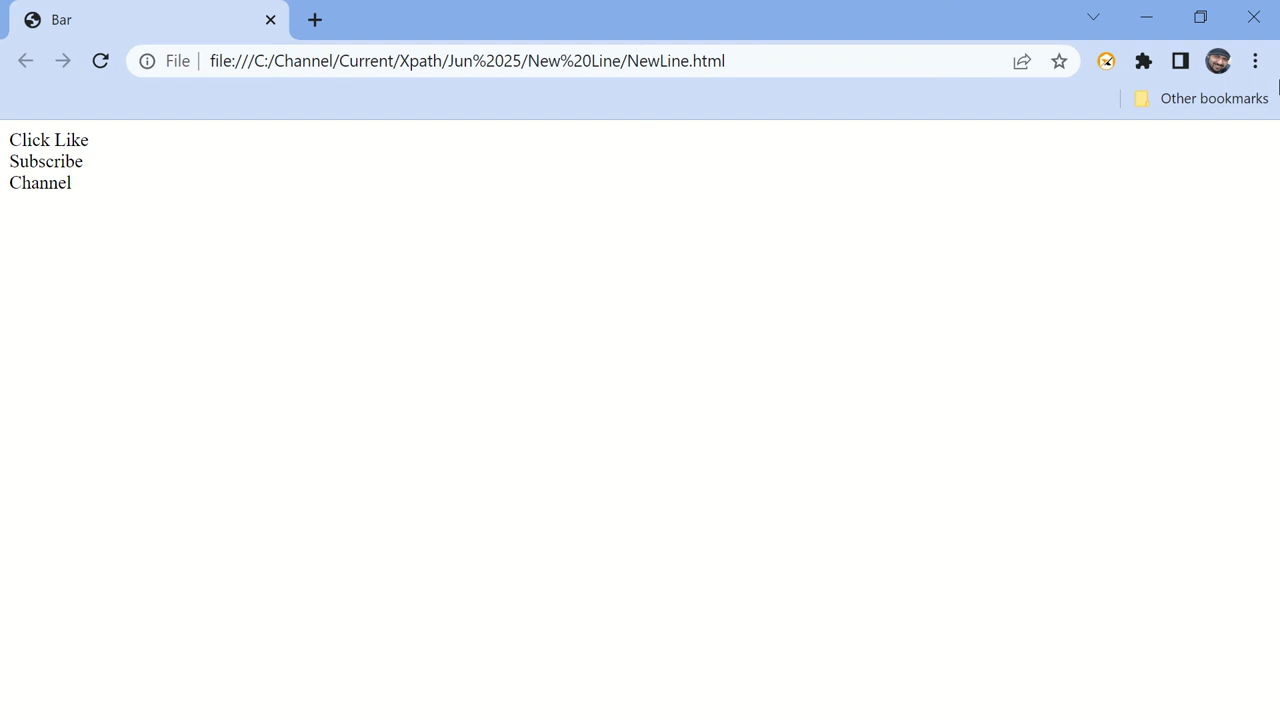 Bar
File
file:///C:/Channel/Current/Xpath/Jun%2025/New%20Line/NewLine.html
Other bookmarks
Click Like
Subscribe
Channel